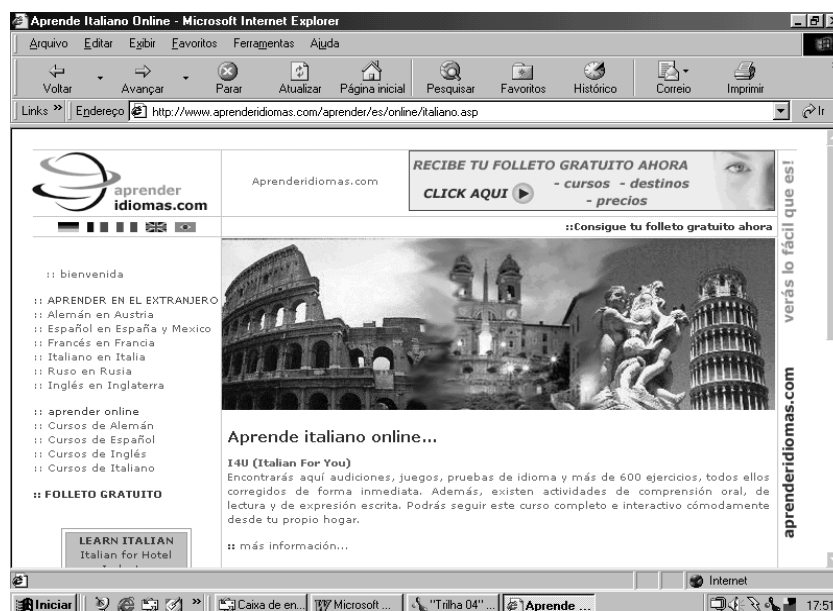 Aprende Italiano Online - Microsoft Internet Explorer
Arquivo Editar Exibir Favoritos Ferramentas Ajuda
Voltar Avançar Parar Atualizar Página inicial Pesquisar Favoritos Histórico Correio Imprimir
Links » Endereço http://www.aprenderidiomas.com/aprender/es/online/italiano.asp Ir
aprender
idiomas.com
Aprenderidiomas.com
RECIBE TU FOLLETO GRATUITO AHORA
CLICK AQUI
- cursos - destinos
- precios
::Consigue tu folleto gratuito ahora
verás lo fácil que es!
aprenderidiomas.com
:: bienvenida
:: APRENDER EN EL EXTRANJERO
:: Alemán en Austria
:: Español en España y Mexico
:: Francés en Francia
:: Italiano en Italia
:: Ruso en Rusia
:: Inglés en Inglaterra
:: aprender online
:: Cursos de Alemán
:: Cursos de Español
:: Cursos de Inglés
:: Cursos de Italiano
:: FOLLETO GRATUITO
LEARN ITALIAN
Italian for Hotel
Aprende italiano online...
I4U (Italian For You)
Encontrarás aquí audiciones, juegos, pruebas de idioma y más de 600 ejercicios, todos ellos
corregidos de forma inmediata. Además, existen actividades de comprensión oral, de
lectura y de expresión escrita. Podrás seguir este curso completo e interactivo cómodamente
desde tu propio hogar.
:: más información...
Internet
Iniciar » Caixa de en... Microsoft ... "Trilha 04" ... Aprende ...